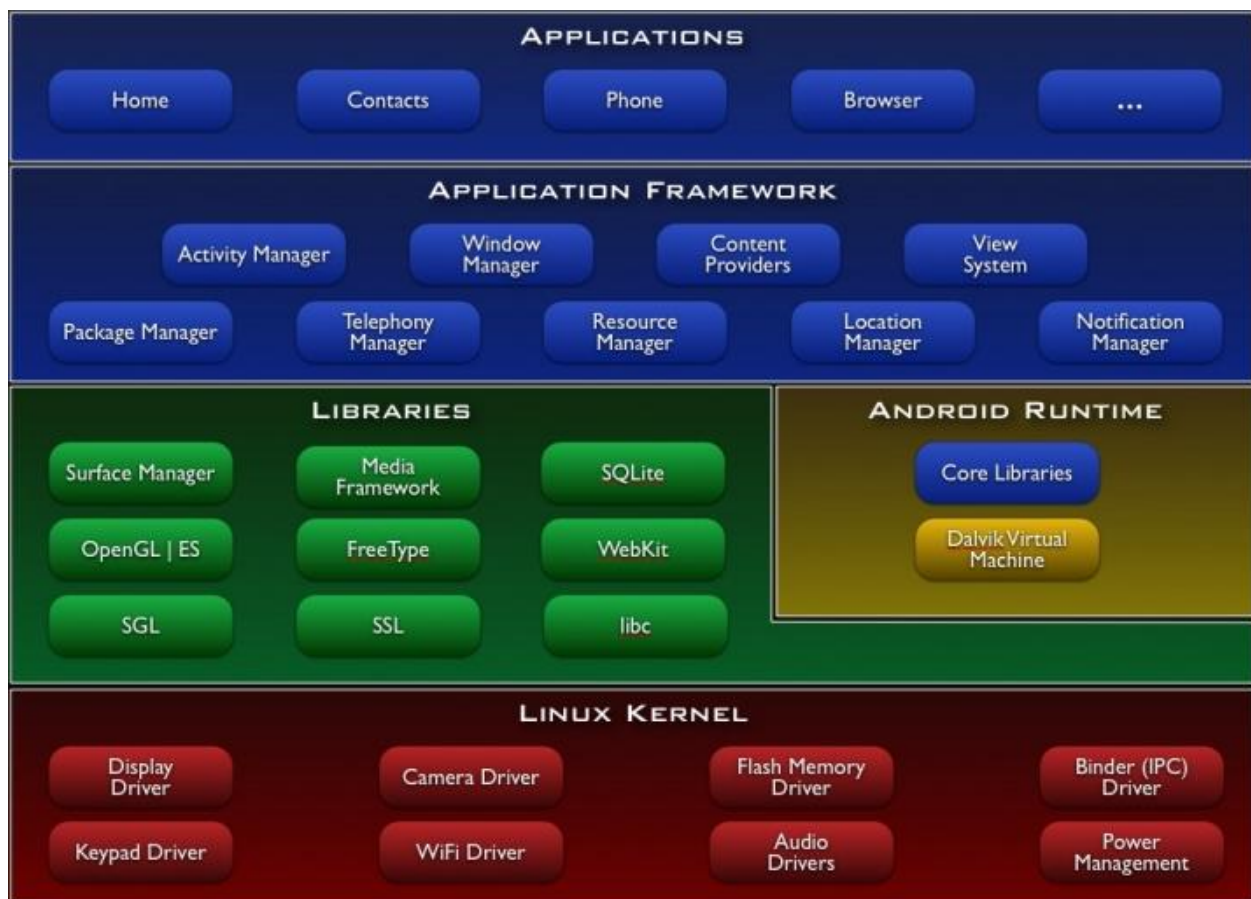 APPLICATIONS
Home
Contacts
Phone
Browser
...
APPLICATION FRAMEWORK
Activity Manager
Window
Manager
Content
Providers
View
System
Package Manager
Telephony
Manager
Resource
Manager
Location
Manager
Notification
Manager
LIBRARIES
Surface Manager
Media
Framework
SQLite
OpenGL | ES
FreeType
WebKit
SGL
SSL
libc
ANDROID RUNTIME
Core Libraries
Dalvik Virtual
Machine
LINUX KERNEL
Display
Driver
Camera Driver
Flash Memory
Driver
Binder (IPC)
Driver
Keypad Driver
WiFi Driver
Audio
Drivers
Power
Management